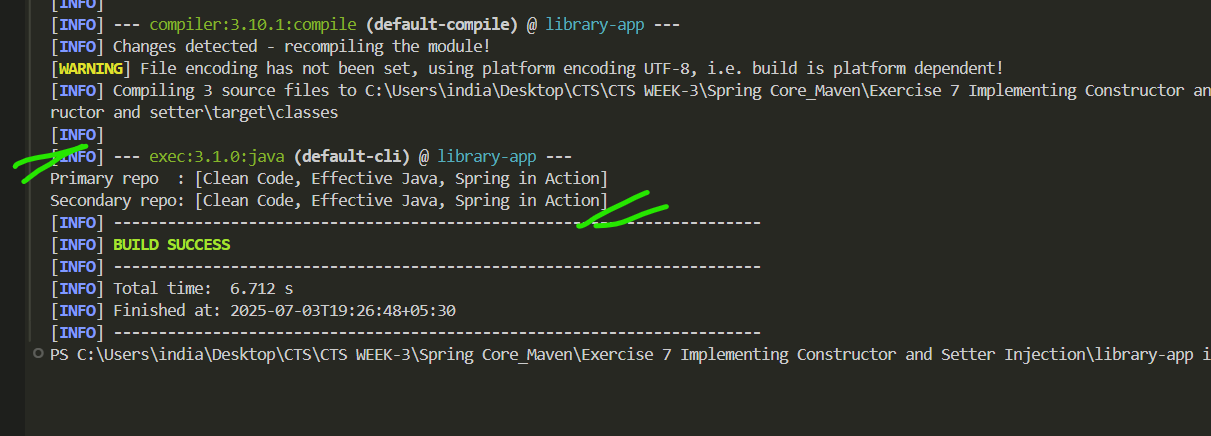 [INFO]
[INFO] --- compiler:3.10.1:compile (default-compile) @ library-app ---
[INFO] Changes detected - recompiling the module!
[WARNING] File encoding has not been set, using platform encoding UTF-8, i.e. build is platform dependent!
[INFO] Compiling 3 source files to C:\Users\india\Desktop\CTS\CTS WEEK-3\Spring Core_Maven\Exercise 7 Implementing Constructor an
ructor and setter\target\classes
[INFO]
[INFO] --- exec:3.1.0:java (default-cli) @ library-app ---
Primary repo  : [Clean Code, Effective Java, Spring in Action]
Secondary repo: [Clean Code, Effective Java, Spring in Action]
[INFO] ------------------------------------------------------------------------
[INFO] BUILD SUCCESS
[INFO] ------------------------------------------------------------------------
[INFO] Total time:  6.712 s
[INFO] Finished at: 2025-07-03T19:26:48+05:30
[INFO] ------------------------------------------------------------------------
PS C:\Users\india\Desktop\CTS\CTS WEEK-3\Spring Core_Maven\Exercise 7 Implementing Constructor and Setter Injection\library-app i